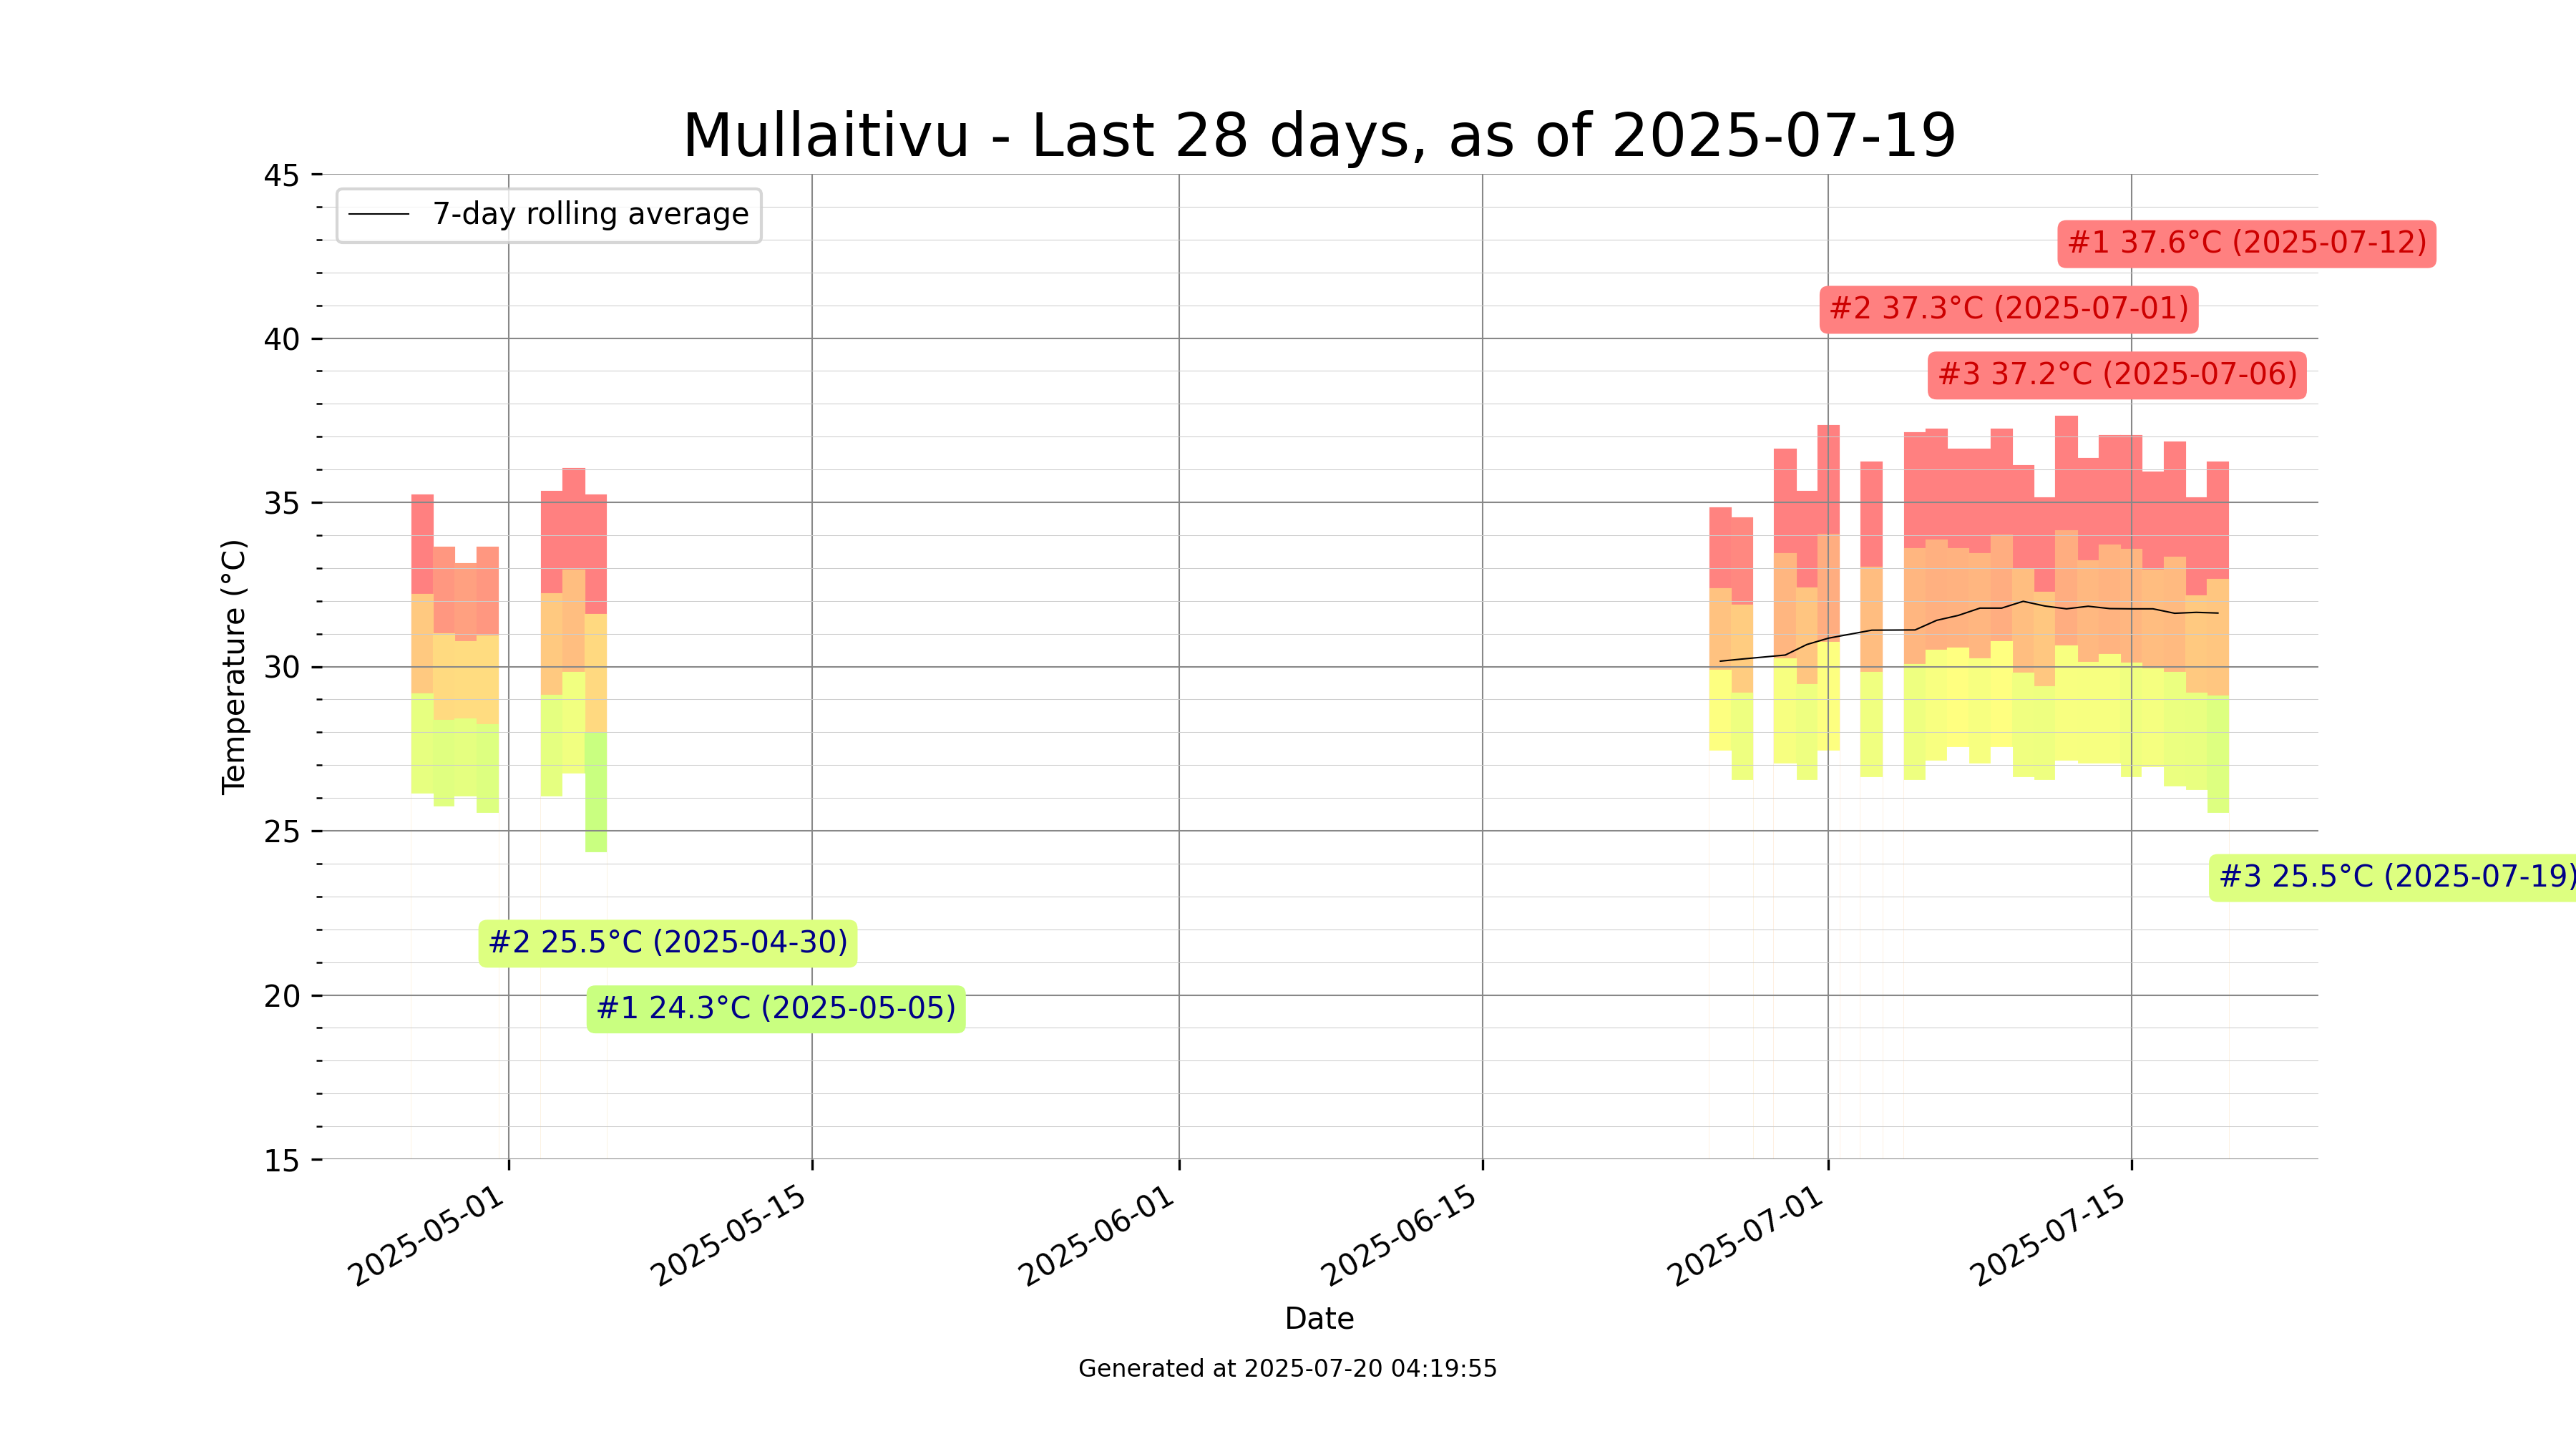 Mullaitivu - Last 28 days, as of 2025-07-19
7-day rolling average
#1 37.6°C (2025-07-12)
#2 37.3°C (2025-07-01)
#3 37.2°C (2025-07-06)
#3 25.5°C (2025-07-19)
#2 25.5°C (2025-04-30)
#1 24.3°C (2025-05-05)
Temperature (°C)
45
40
35
30
25
20
15
2025-05-01
2025-05-15
2025-06-01
2025-06-15
2025-07-01
2025-07-15
Date
Generated at 2025-07-20 04:19:55